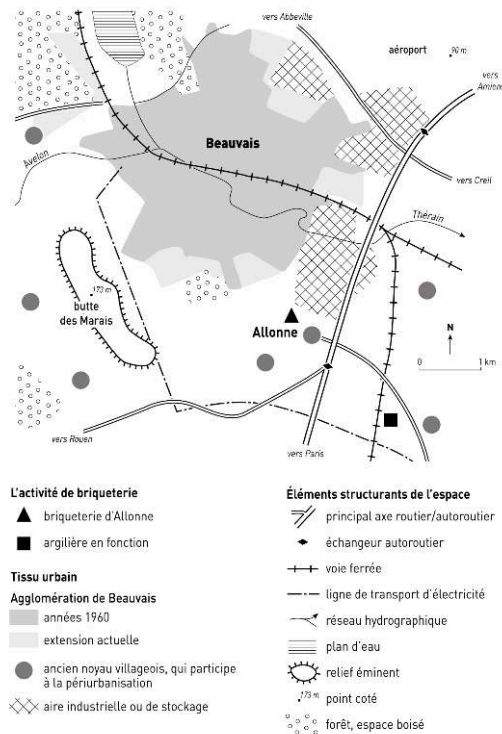 vers Abbeville
aéroport
90 m
vers
Amiens
Beauvais
Avelon
vers Creil
Thérain
173 m
butte
des Marais
Allonne
N
0 1 km
vers Rouen
vers Paris
L'activité de briqueterie
briqueterie d'Allonne
argilière en fonction
Tissu urbain
Agglomération de Beauvais
années 1960
extension actuelle
ancien noyau villageois, qui participe
à la périurbanisation
aire industrielle ou de stockage
Éléments structurants de l'espace
principal axe routier/autoroutier
échangeur autoroutier
voie ferrée
ligne de transport d'électricité
réseau hydrographique
plan d'eau
relief éminent
173 m point coté
forêt, espace boisé